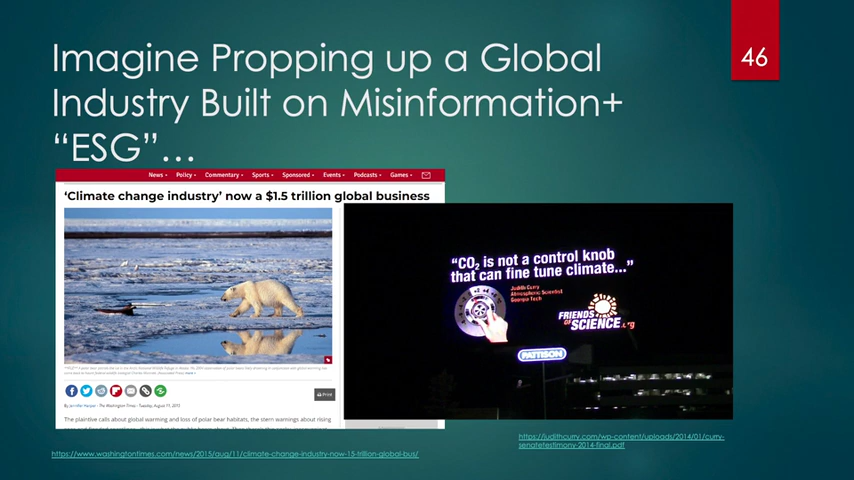 Imagine Propping up a Global
Industry Built on Misinformation+
“ESG”…
46
News
Policy
Commentary
Sports
Sponsored
Events
Podcasts
Games
‘Climate change industry’ now a $1.5 trillion global business
Print
By Jennifer Harper - The Washington Times - Tuesday, August 11, 2015
The plaintive calls about global warming and loss of polar bear habitats, the stern warnings about rising
“CO₂ is not a control knob
that can fine tune climate...”
Judith Curry
Atmospheric Scientist
Georgia Tech
FRIENDS
OF SCIENCE.org
PATTISON
https://www.washingtontimes.com/news/2015/aug/11/climate-change-industry-now-15-trillion-global-bus/
https://judithcurry.com/wp-content/uploads/2014/01/curry-
senatetestimony-2014-final.pdf